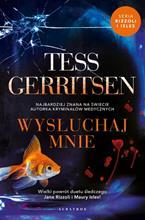 SERIA
RIZZOLI
I ISLES
TESS
GERRITSEN
NAJBARDZIEJ ZNANA NA ŚWIECIE
AUTORKA KRYMINAŁÓW MEDYCZNYCH
WYSŁUCHAJ
MNIE
Wielki powrót duetu śledczego
Jane Rizzoli i Maury Isles!
ALBATROS